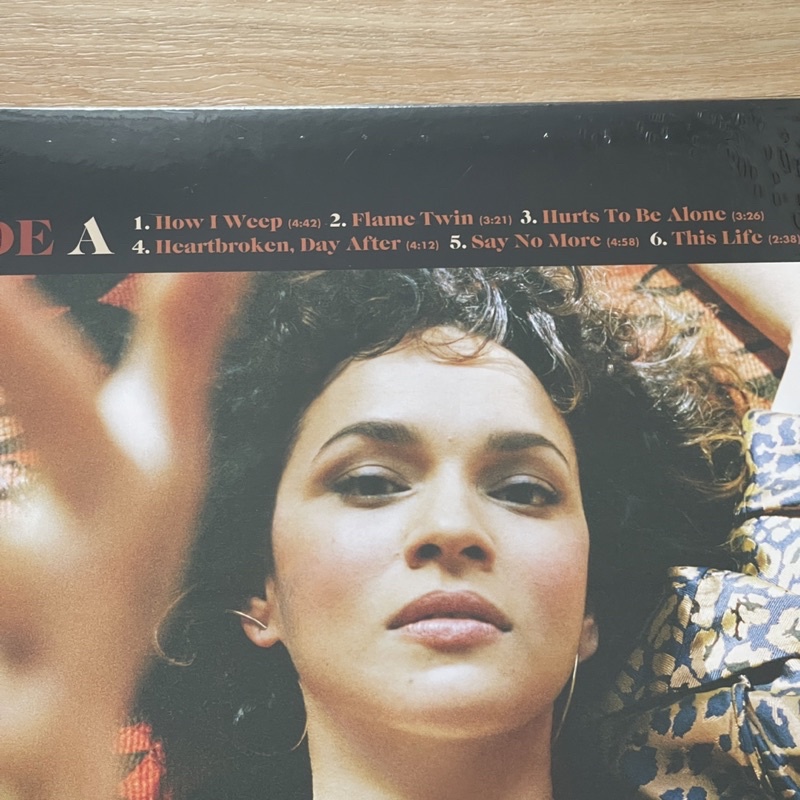 DE A
1. How I Weep (4:42) 2. Flame Twin (3:21) 3. Hurts To Be Alone (3:26)
4. Heartbroken, Day After (4:12) 5. Say No More (4:58) 6. This Life (2:38)